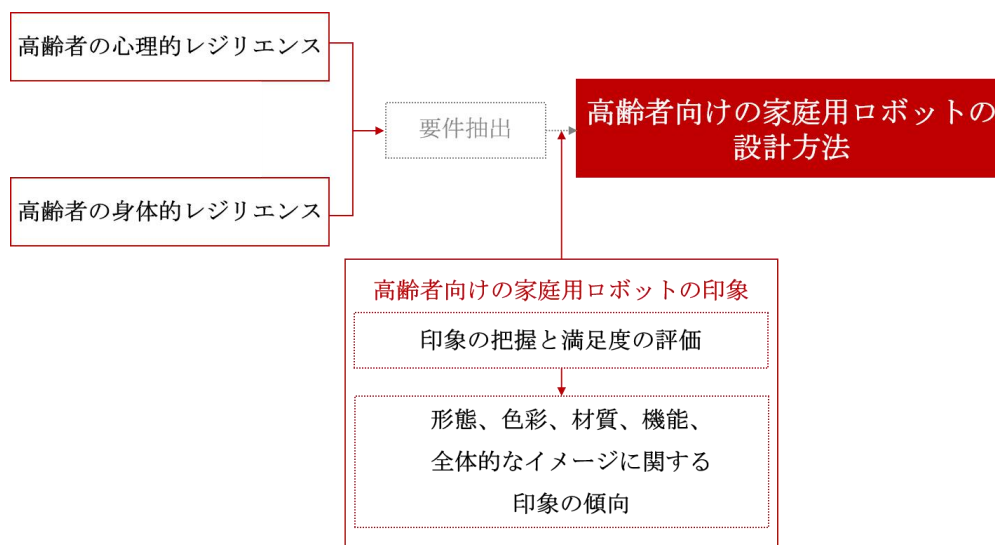 高齢者の心理的レジリエンス
高齢者の身体的レジリエンス
要件抽出
高齢者向けの家庭用ロボットの
設計方法
高齢者向けの家庭用ロボットの印象
印象の把握と満足度の評価
形態、色彩、材質、機能、
全体的なイメージに関する
印象の傾向